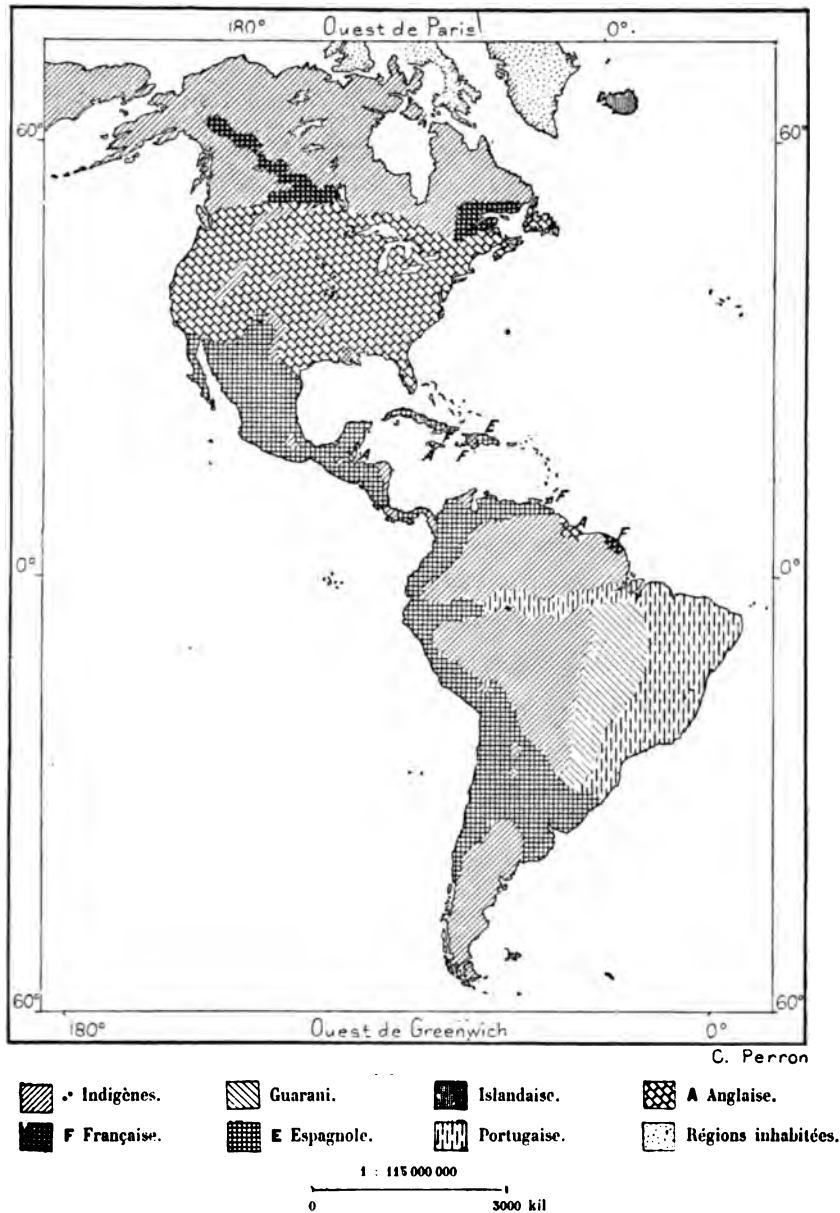 180° Ouest de Paris 0°.
60° 60°
E
A F
F
A
F
A
F
0° 0°
60° 60°
180° Ouest de Greenwich 0°
C. Perron
Indigènes. Guarani. Islandaise. A Anglaise.
F Française. E Espagnole. Portugaise. Régions inhabitées.
1 : 115 000 000
0 3000 kil